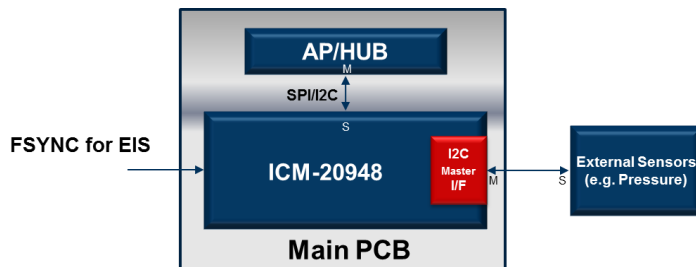 AP/HUB
M
SPI/I2C
S
FSYNC for EIS
ICM-20948
I2C
Master
I/F
M
S
External Sensors
(e.g. Pressure)
Main PCB